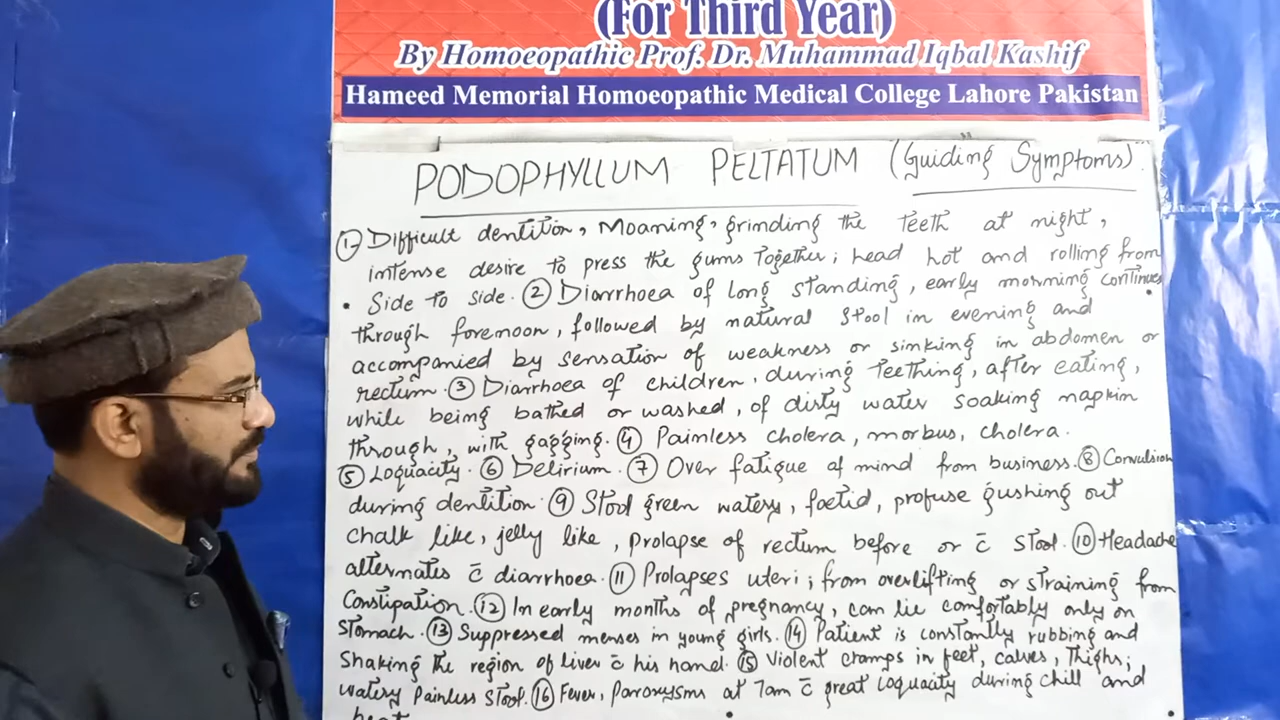 (For Third Year)
By Homoeopathic Prof. Dr. Muhammad Iqbal Kashif
Hameed Memorial Homoeopathic Medical College Lahore Pakistan
PODOPHYLLUM PELTATUM (Guiding Symptoms)
① Difficult dentition, Moaning, grinding the teeth at night,
intense desire to press the gums together; head hot and rolling from
Side to side. ② Diarrhoea of long standing, early morning continues
through forenoon, followed by natural stool in evening and
accompanied by sensation of weakness or sinking in abdomen or
rectum. ③ Diarrhoea of children, during teething, after eating,
while being bathed or washed, of dirty water soaking napkin
through, with gagging. ④ Painless cholera, morbus, cholera.
⑤ Loquacity. ⑥ Delirium. ⑦ Over fatigue of mind from business. ⑧ Convulsion
during dentition. ⑨ Stool green watery, foetid, profuse gushing out
chalk like, jelly like, prolapse of rectum before or c̄ stool. ⑩ Headache
alternates c̄ diarrhoea. ⑪ Prolapses uteri; from overlifting or straining from
Constipation. ⑫ In early months of pregnancy, can lie comfortably only on
Stomach. ⑬ Suppressed menses in young girls. ⑭ Patient is constantly rubbing and
Shaking the region of liver c̄ his hand. ⑮ Violent cramps in feet, calves, thighs;
watery painless stool. ⑯ Fever, paroxysms at 7am c̄ great loquacity during chill and